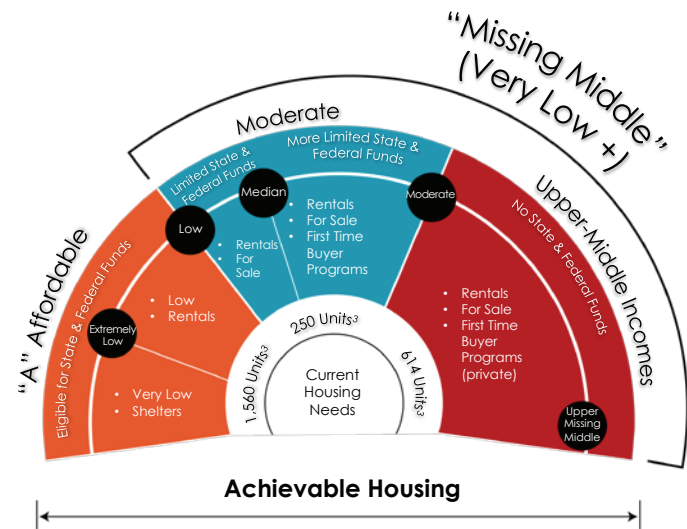 "Missing Middle"
(Very Low +)
Moderate
Upper-Middle Incomes
"A" Affordable
Limited State &
Federal Funds
More Limited State &
Federal Funds
No State & Federal Funds
Eligible for State & Federal Funds
Extremely
Low
Low
Median
Moderate
Upper
Missing
Middle
• Very Low
• Shelters
• Low
• Rentals
• Rentals
• For
Sale
• Rentals
• For Sale
• First Time
Buyer
Programs
• Rentals
• For Sale
• First Time
Buyer
Programs
(private)
1,560 Units³
250 Units³
614 Units³
Current
Housing
Needs
Achievable Housing